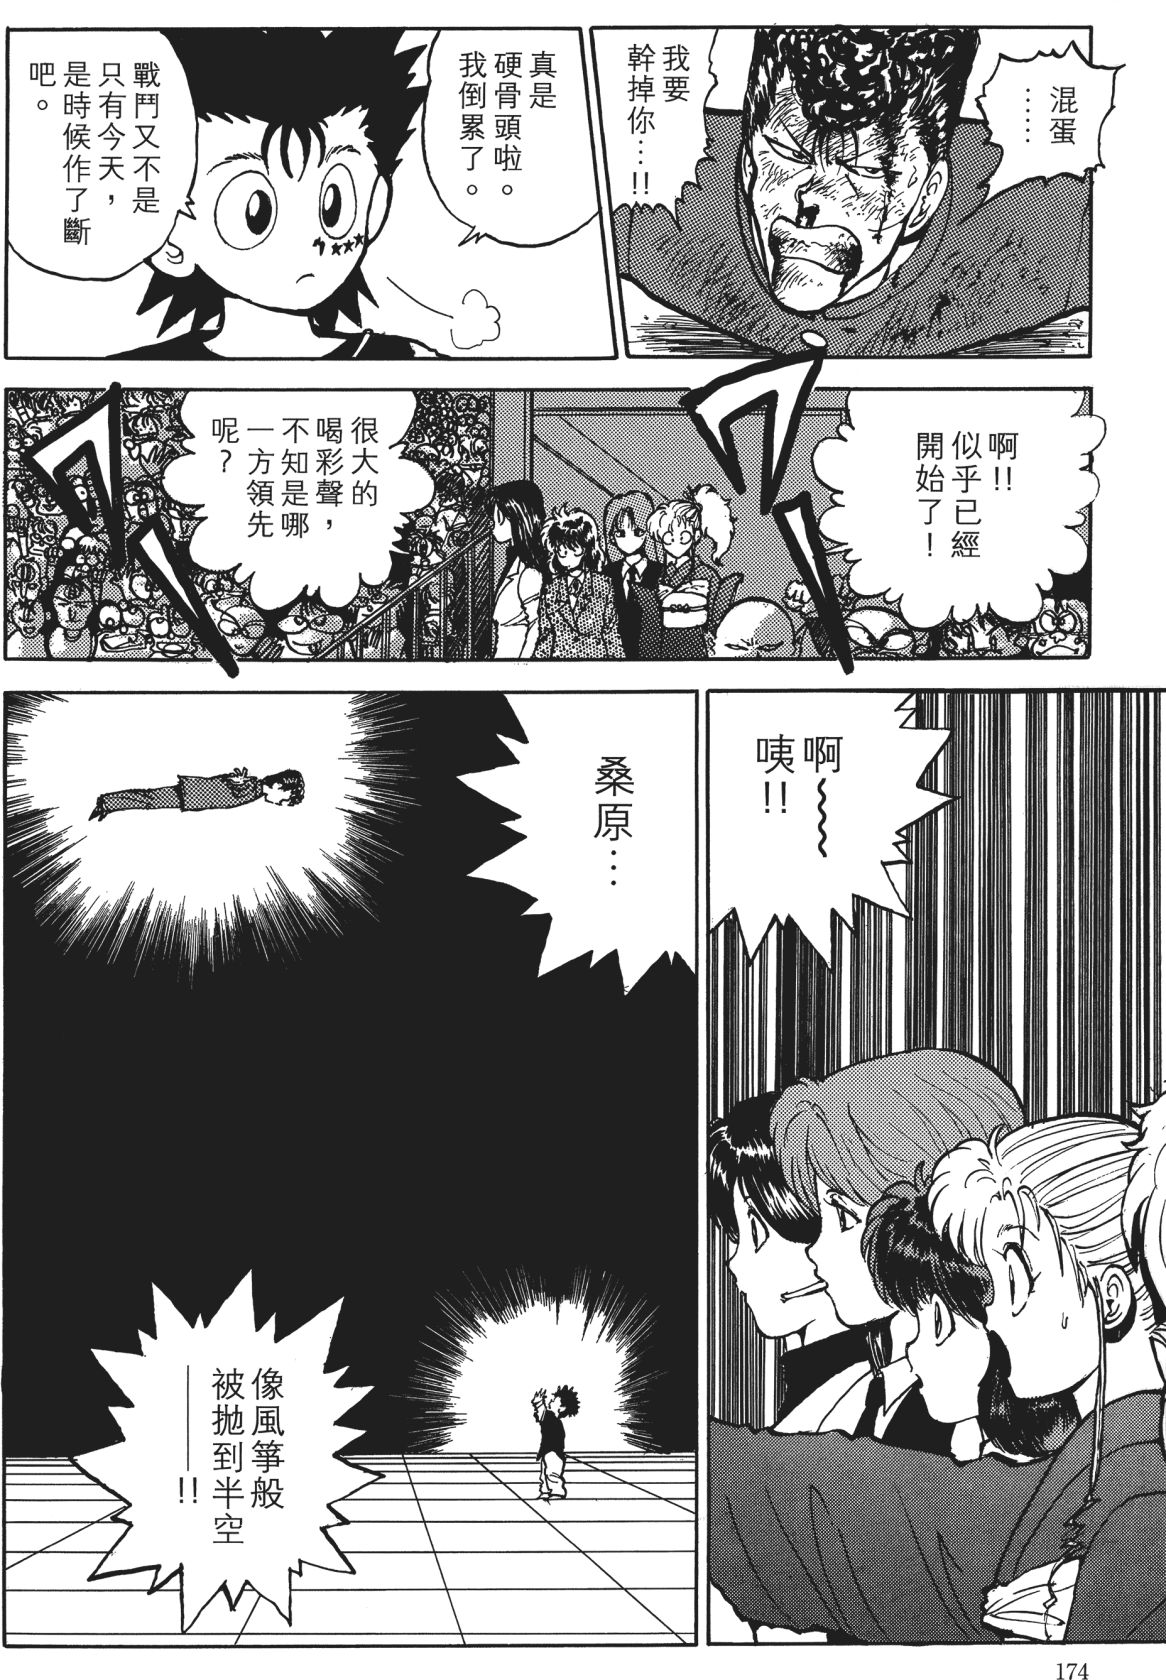 混蛋
……
我要
幹掉你…!!
真是
硬骨頭啦。
我倒累了。
戰鬥又不是
只有今天，
是時候作了斷
吧。
啊!!
似乎已經
開始了！
很大的
喝彩聲，
不知是哪
一方領先
呢？
ワ
ワ
啊～～
咦!!
桑原…
像風箏般
被拋到半空
——!!
174